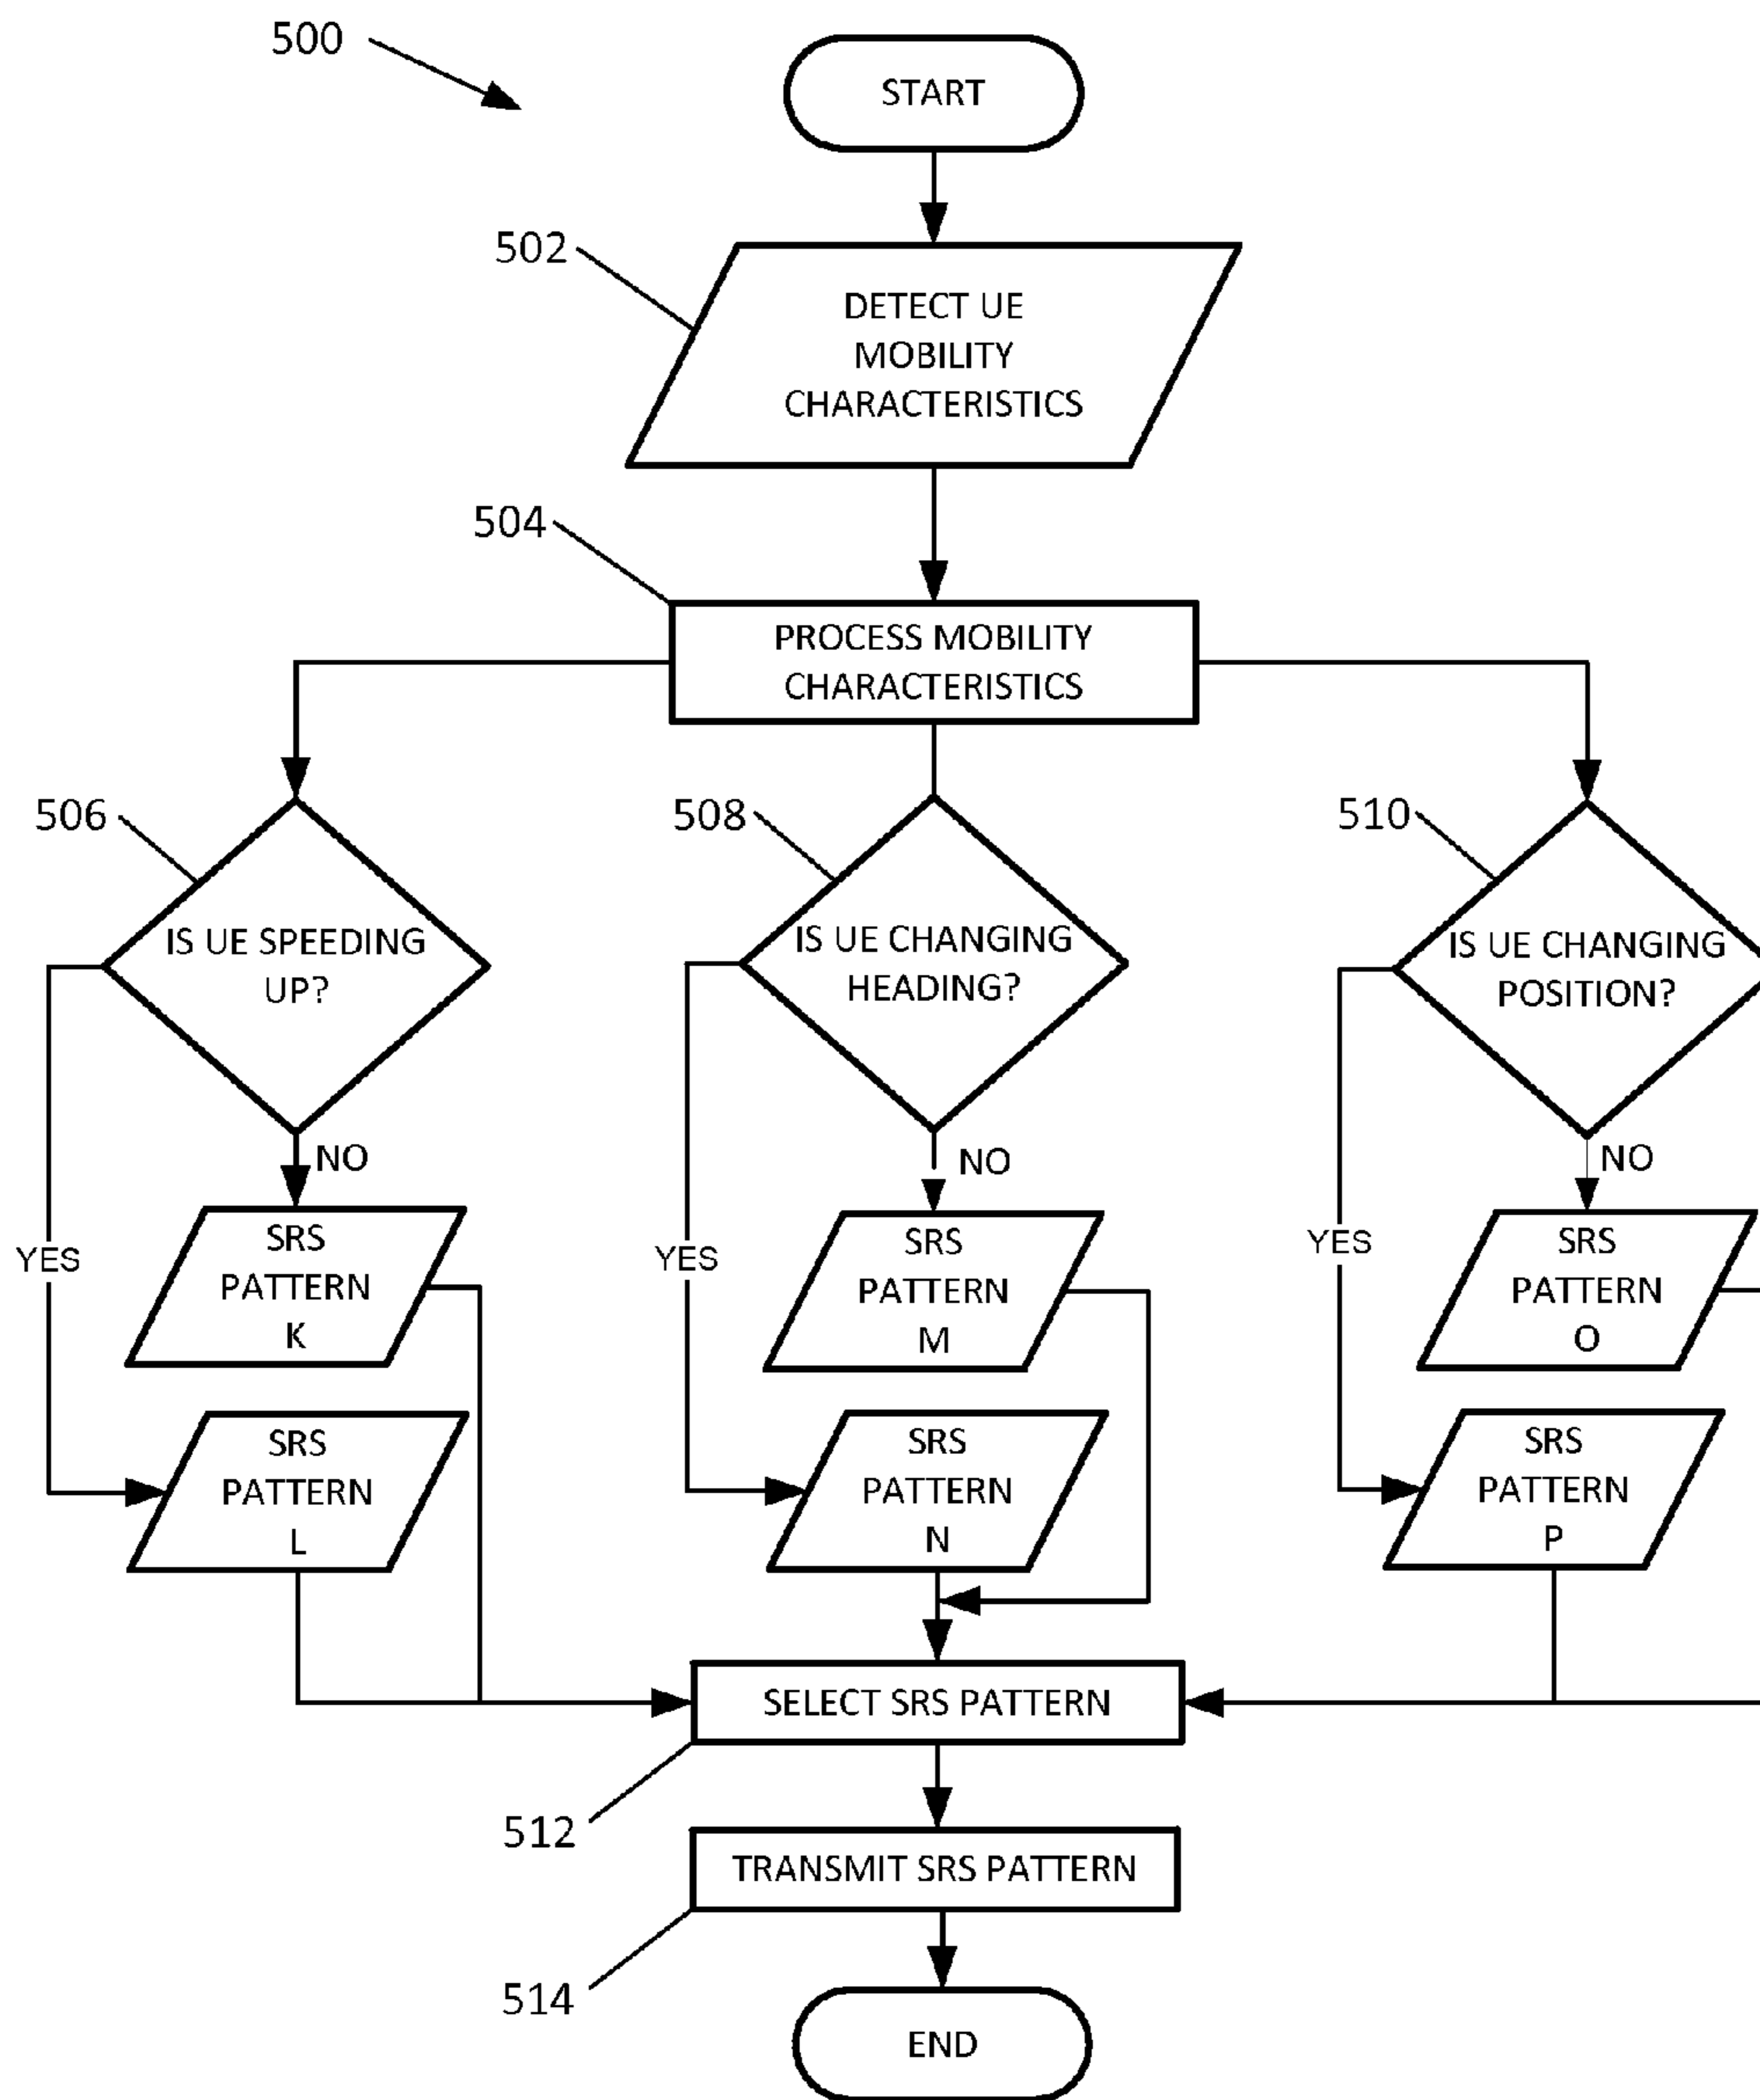 500
START
502
DETECT UE
MOBILITY
CHARACTERISTICS
504
PROCESS MOBILITY
CHARACTERISTICS
506
IS UE SPEEDING
UP?
508
IS UE CHANGING
HEADING?
510
IS UE CHANGING
POSITION?
NO
NO
NO
YES
YES
YES
SRS
PATTERN
K
SRS
PATTERN
M
SRS
PATTERN
O
SRS
PATTERN
L
SRS
PATTERN
N
SRS
PATTERN
P
SELECT SRS PATTERN
512
TRANSMIT SRS PATTERN
514
END